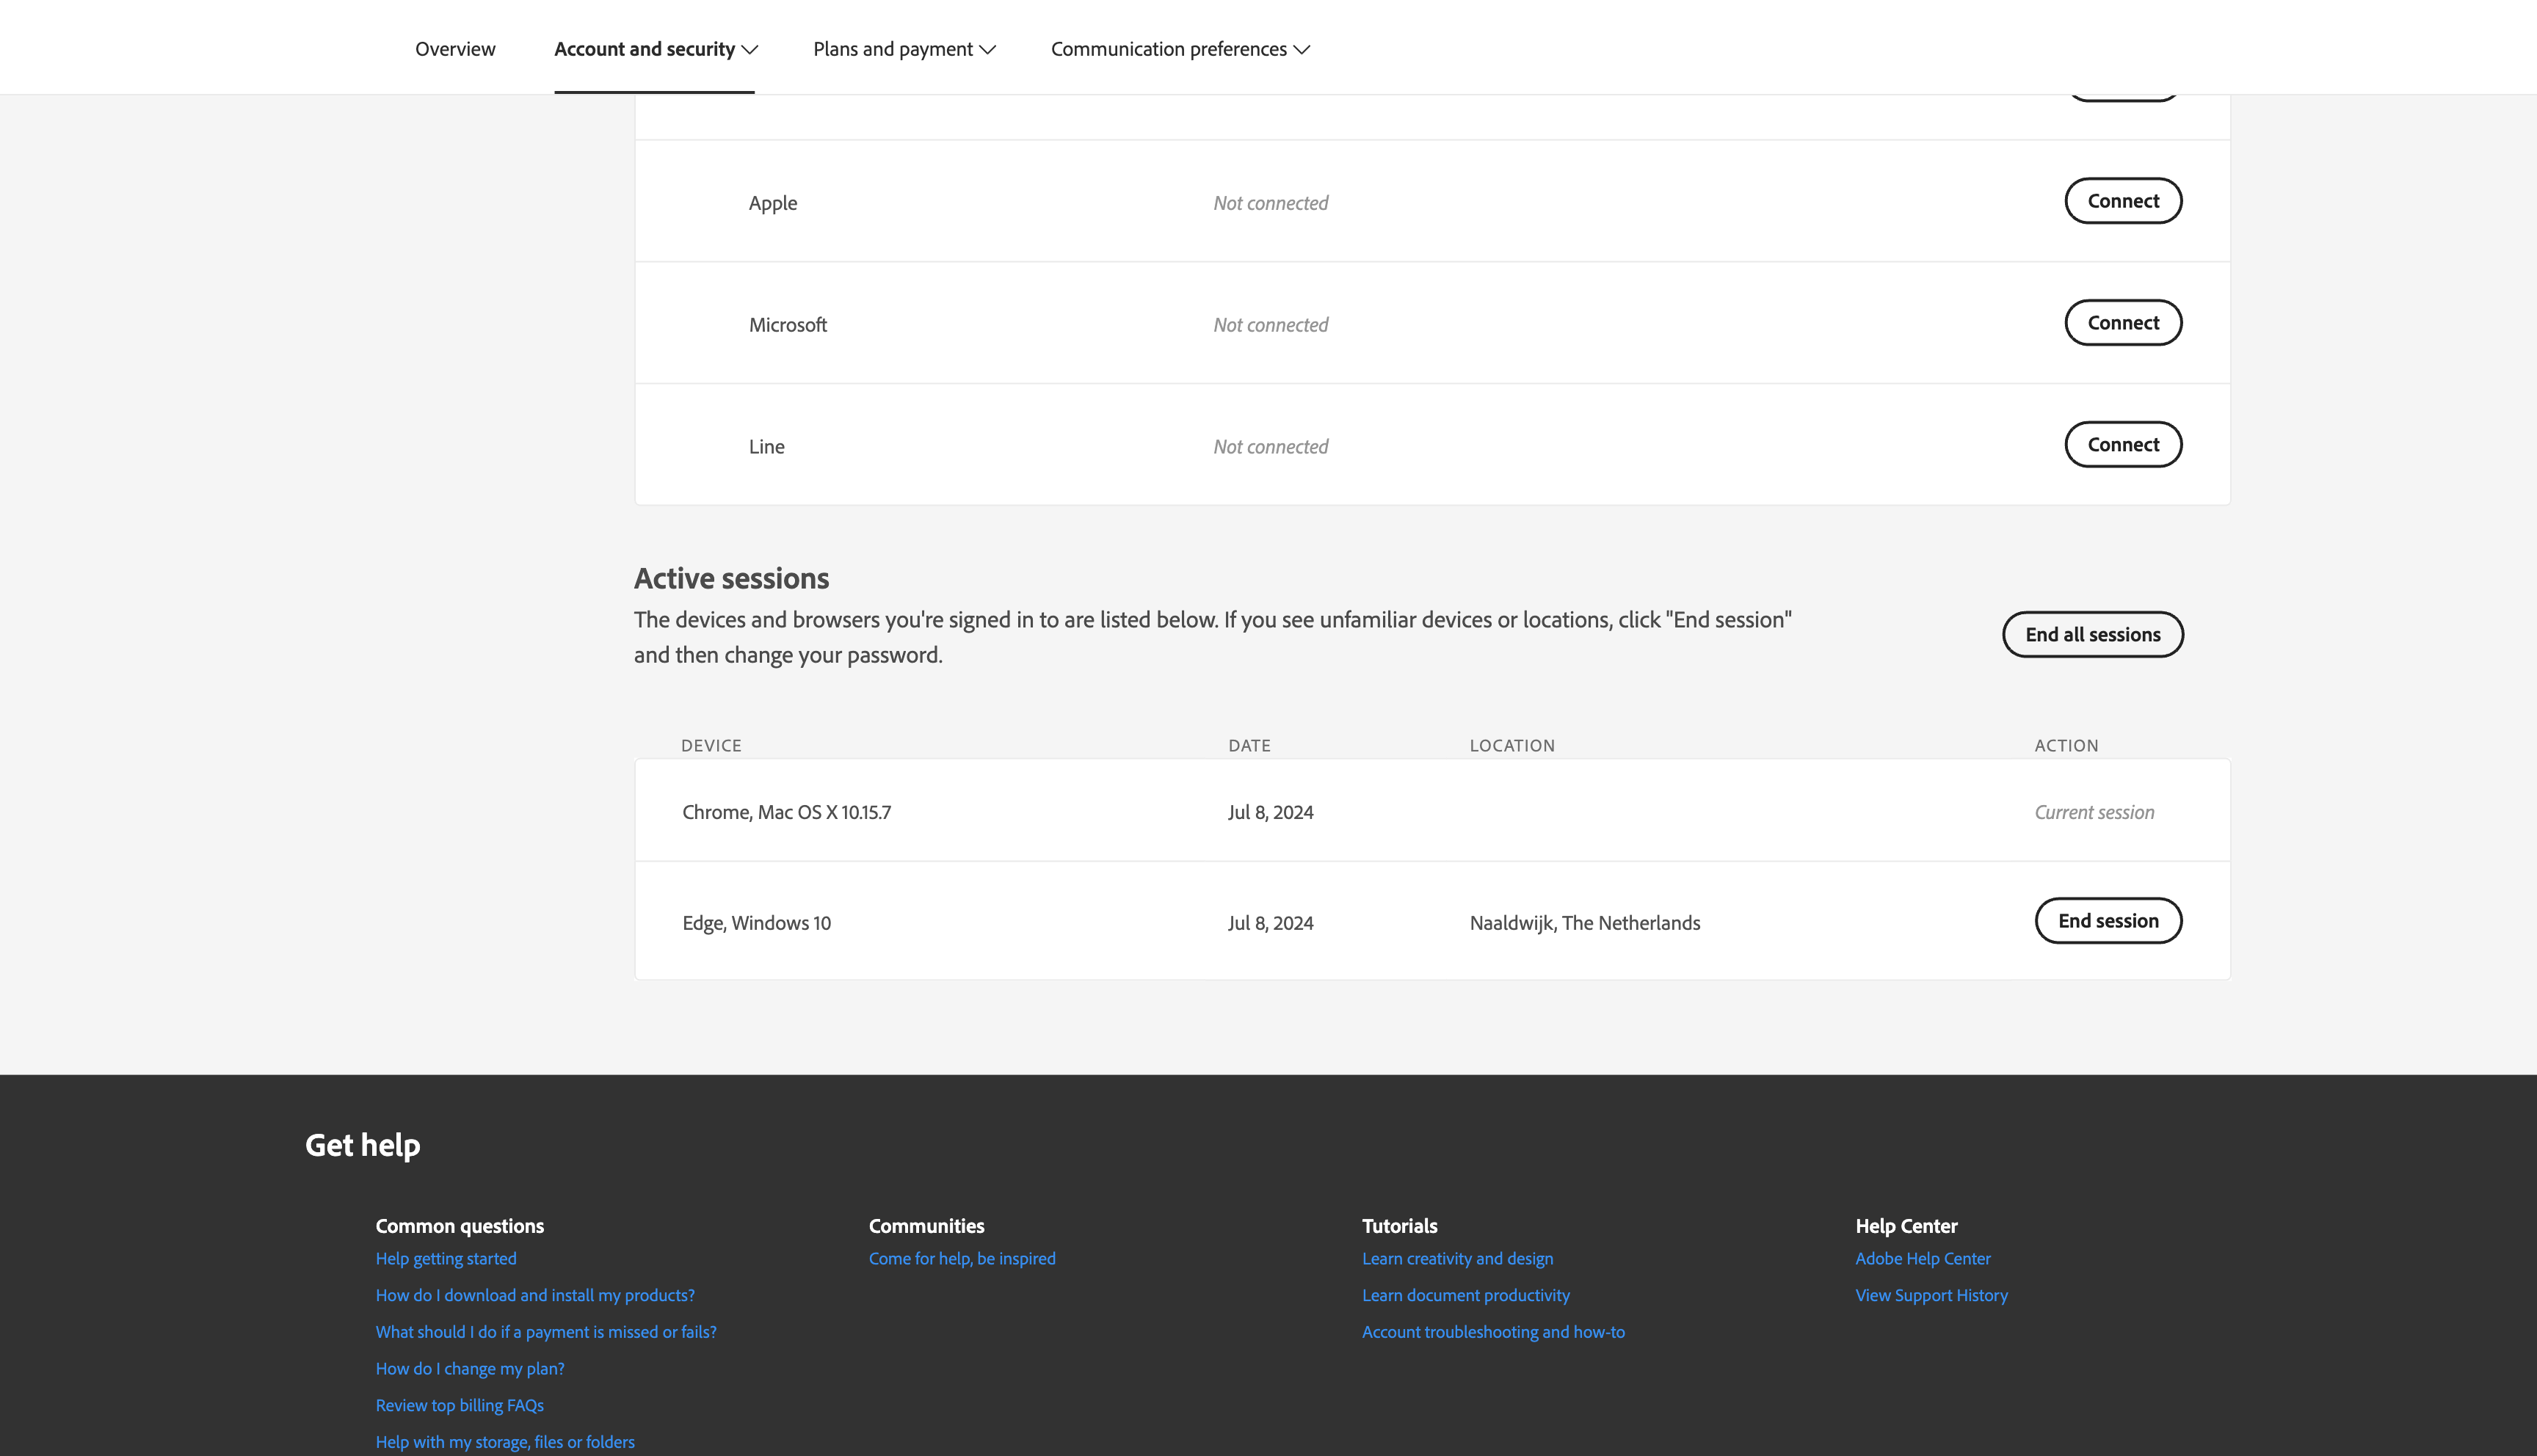 Overview
Account and security
Plans and payment
Communication preferences
Apple
Not connected
Connect
Microsoft
Not connected
Connect
Line
Not connected
Connect
Active sessions
The devices and browsers you're signed in to are listed below. If you see unfamiliar devices or locations, click "End session"
and then change your password.
End all sessions
DEVICE
DATE
LOCATION
ACTION
Chrome, Mac OS X 10.15.7
Jul 8, 2024
Current session
Edge, Windows 10
Jul 8, 2024
Naaldwijk, The Netherlands
End session
Get help
Common questions
Help getting started
How do I download and install my products?
What should I do if a payment is missed or fails?
How do I change my plan?
Review top billing FAQs
Help with my storage, files or folders
Communities
Come for help, be inspired
Tutorials
Learn creativity and design
Learn document productivity
Account troubleshooting and how-to
Help Center
Adobe Help Center
View Support History